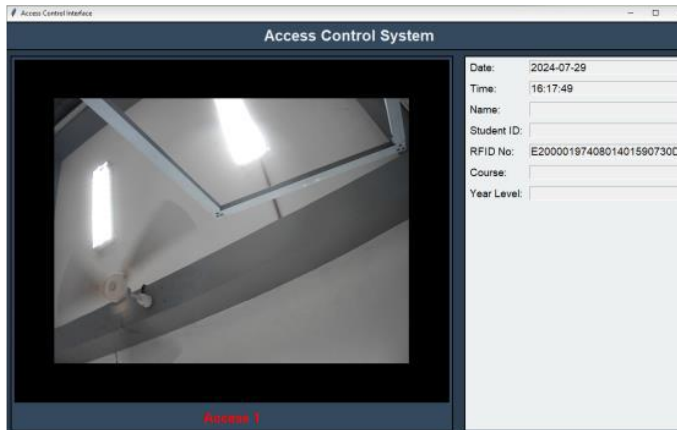 Access Control Interface
Access Control System
Date: 2024-07-29
Time: 16:17:49
Name:
Student ID:
RFID No: E2000019740801401590730D
Course:
Year Level:
Access 1